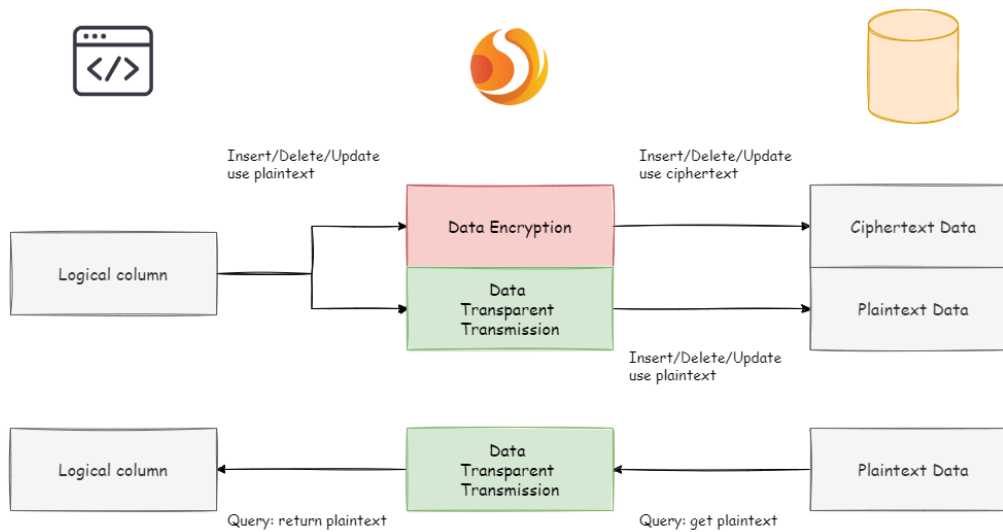 </>
Insert/Delete/Update
use plaintext
Insert/Delete/Update
use ciphertext
Logical column
Data Encryption
Ciphertext Data
Data
Transparent
Transmission
Plaintext Data
Insert/Delete/Update
use plaintext
Logical column
Data
Transparent
Transmission
Plaintext Data
Query: return plaintext
Query: get plaintext